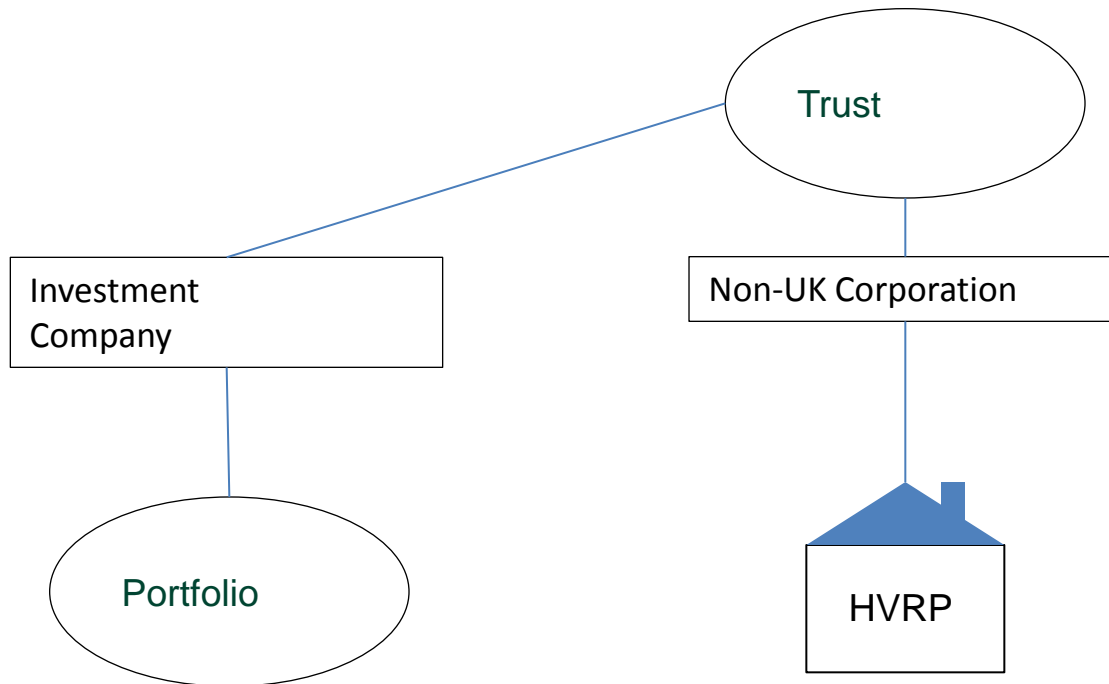 Trust
Investment
Company
Non-UK Corporation
Portfolio
HVRP